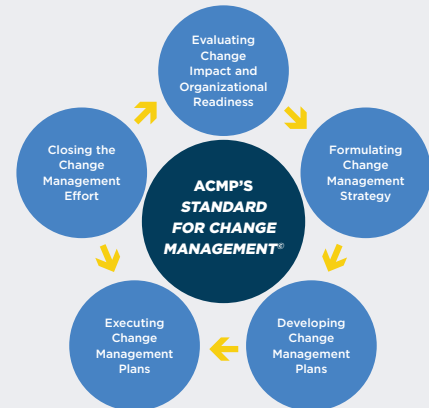 Evaluating
Change
Impact and
Organizational
Readiness
Closing the
Change
Management
Effort
ACMP'S
STANDARD
FOR CHANGE
MANAGEMENT©
Formulating
Change
Management
Strategy
Executing
Change
Management
Plans
Developing
Change
Management
Plans